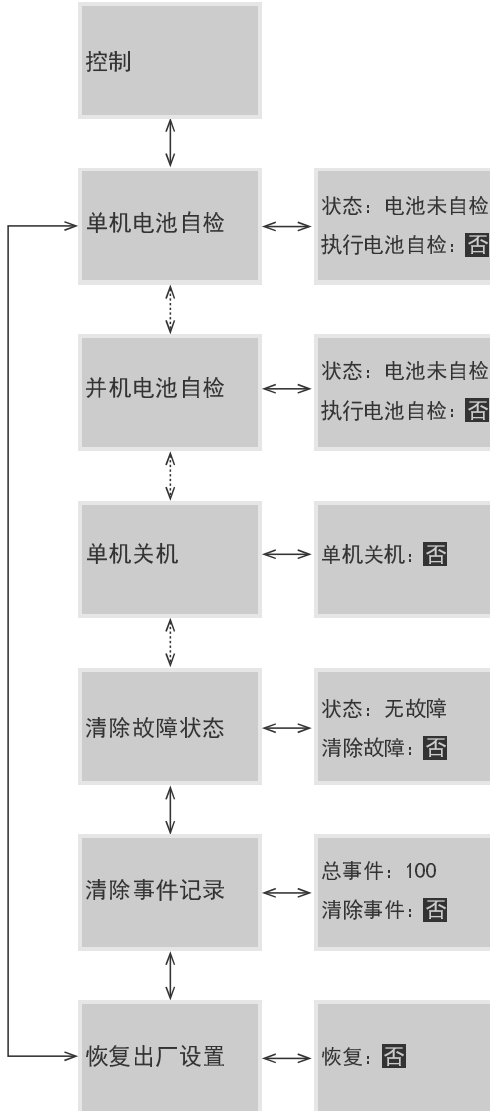 控制
单机电池自检
状态：电池未自检
执行电池自检：否
并机电池自检
状态：电池未自检
执行电池自检：否
单机关机
单机关机：否
清除故障状态
状态：无故障
清除故障：否
清除事件记录
总事件：100
清除事件：否
恢复出厂设置
恢复：否